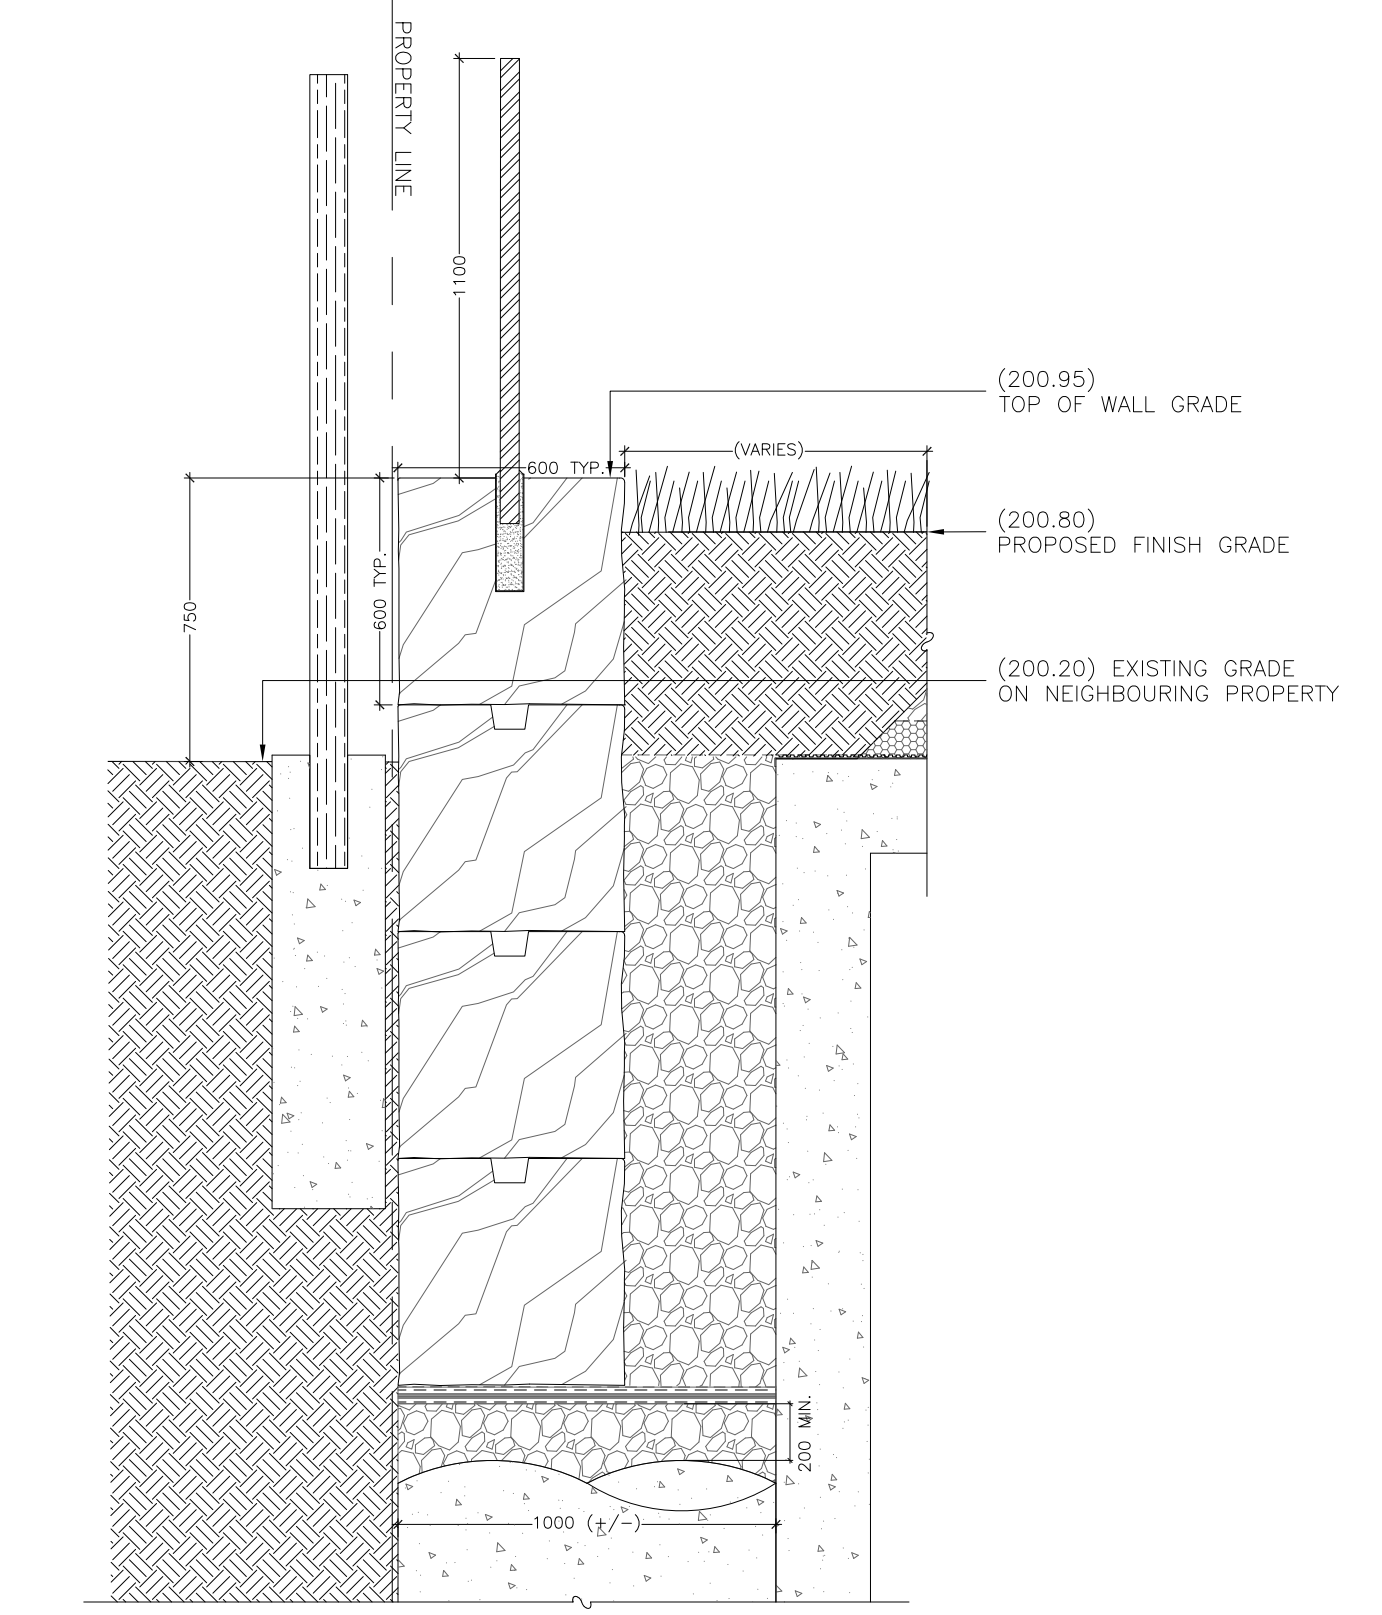 PROPERTY LINE
1100
(200.95)
TOP OF WALL GRADE
(VARIES)
600 TYP.
(200.80)
PROPOSED FINISH GRADE
600 TYP.
750
(200.20) EXISTING GRADE
ON NEIGHBOURING PROPERTY
200 MIN.
1000 (+/-)